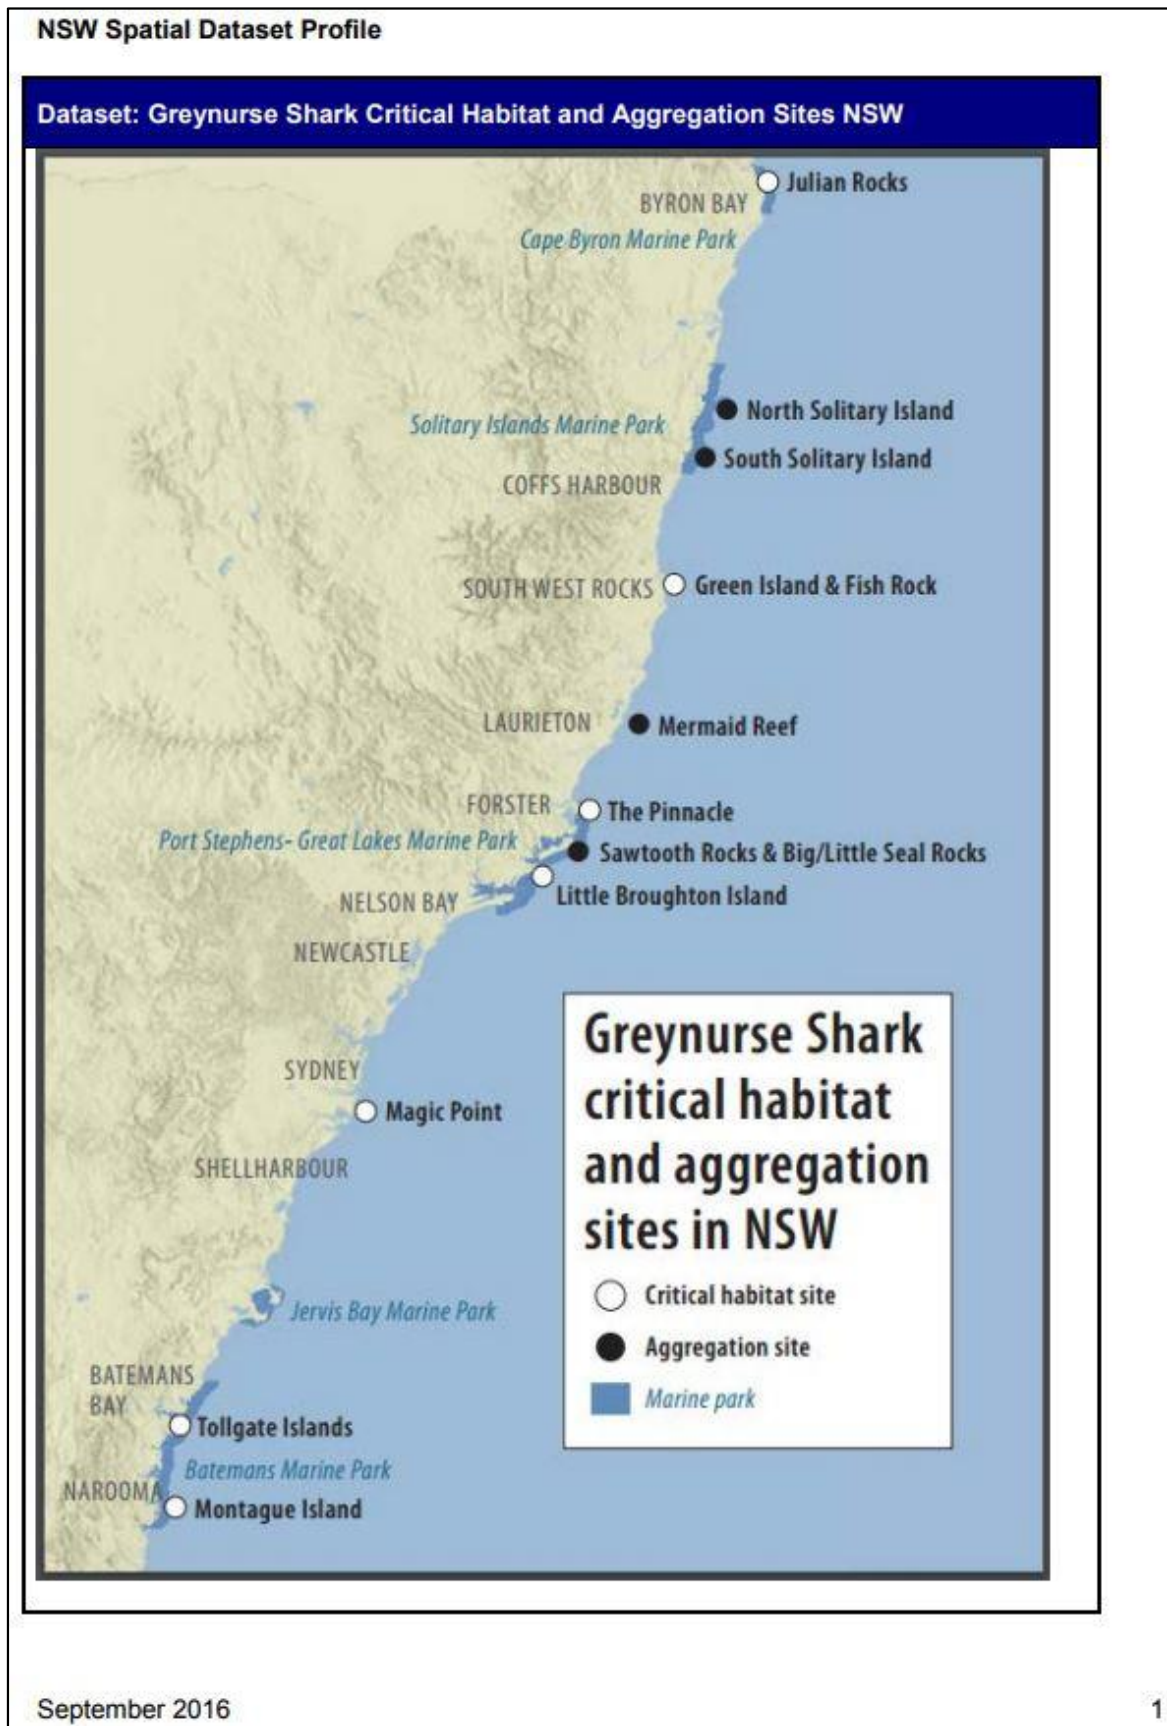 NSW Spatial Dataset Profile
Dataset: Greynurse Shark Critical Habitat and Aggregation Sites NSW
Julian Rocks
BYRON BAY
Cape Byron Marine Park
North Solitary Island
Solitary Islands Marine Park
South Solitary Island
COFFS HARBOUR
SOUTH WEST ROCKS
Green Island & Fish Rock
LAURIETON
Mermaid Reef
FORSTER
The Pinnacle
Port Stephens- Great Lakes Marine Park
Sawtooth Rocks & Big/Little Seal Rocks
Little Broughton Island
NELSON BAY
NEWCASTLE
SYDNEY
Magic Point
SHELLHARBOUR
Jervis Bay Marine Park
BATEMANS
BAY
Tollgate Islands
Batemans Marine Park
NAROOMA
Montague Island
Greynurse Shark
critical habitat
and aggregation
sites in NSW
Critical habitat site
Aggregation site
Marine park
September 2016
1